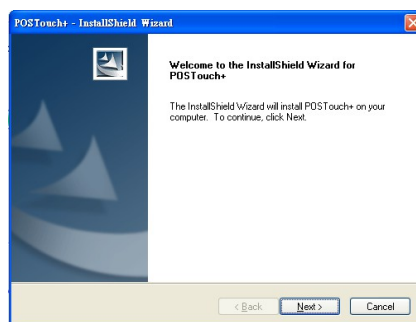 POSTouch+ - InstallShield Wizard
Welcome to the InstallShield Wizard for
POSTouch+
The InstallShield Wizard will install POSTouch+ on your
computer. To continue, click Next.
< Back
Next >
Cancel